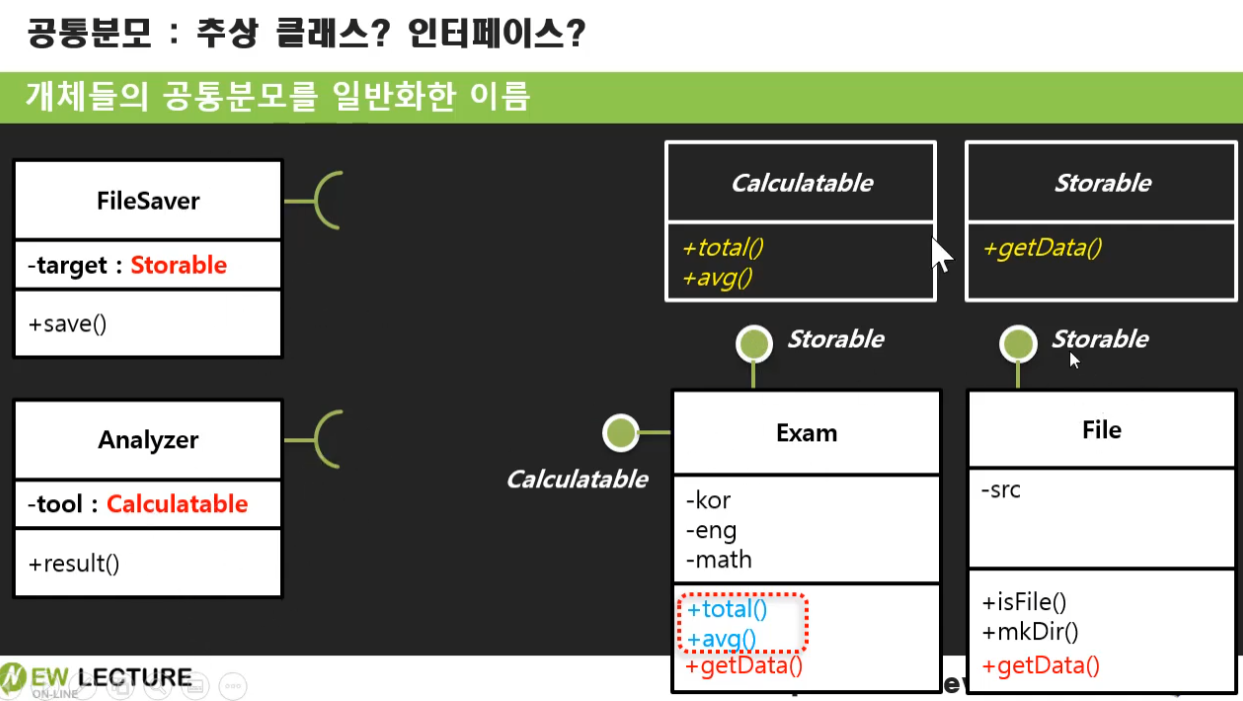 공통분모 : 추상 클래스? 인터페이스?
개체들의 공통분모를 일반화한 이름
FileSaver
-target : Storable
+save()
Analyzer
-tool : Calculatable
+result()
Calculatable
+total()
+avg()
Storable
+getData()
Storable
Storable
Calculatable
Exam
-kor
-eng
-math
+total()
+avg()
+getData()
File
-src
+isFile()
+mkDir()
+getData()
NEW LECTURE
ON-LINE